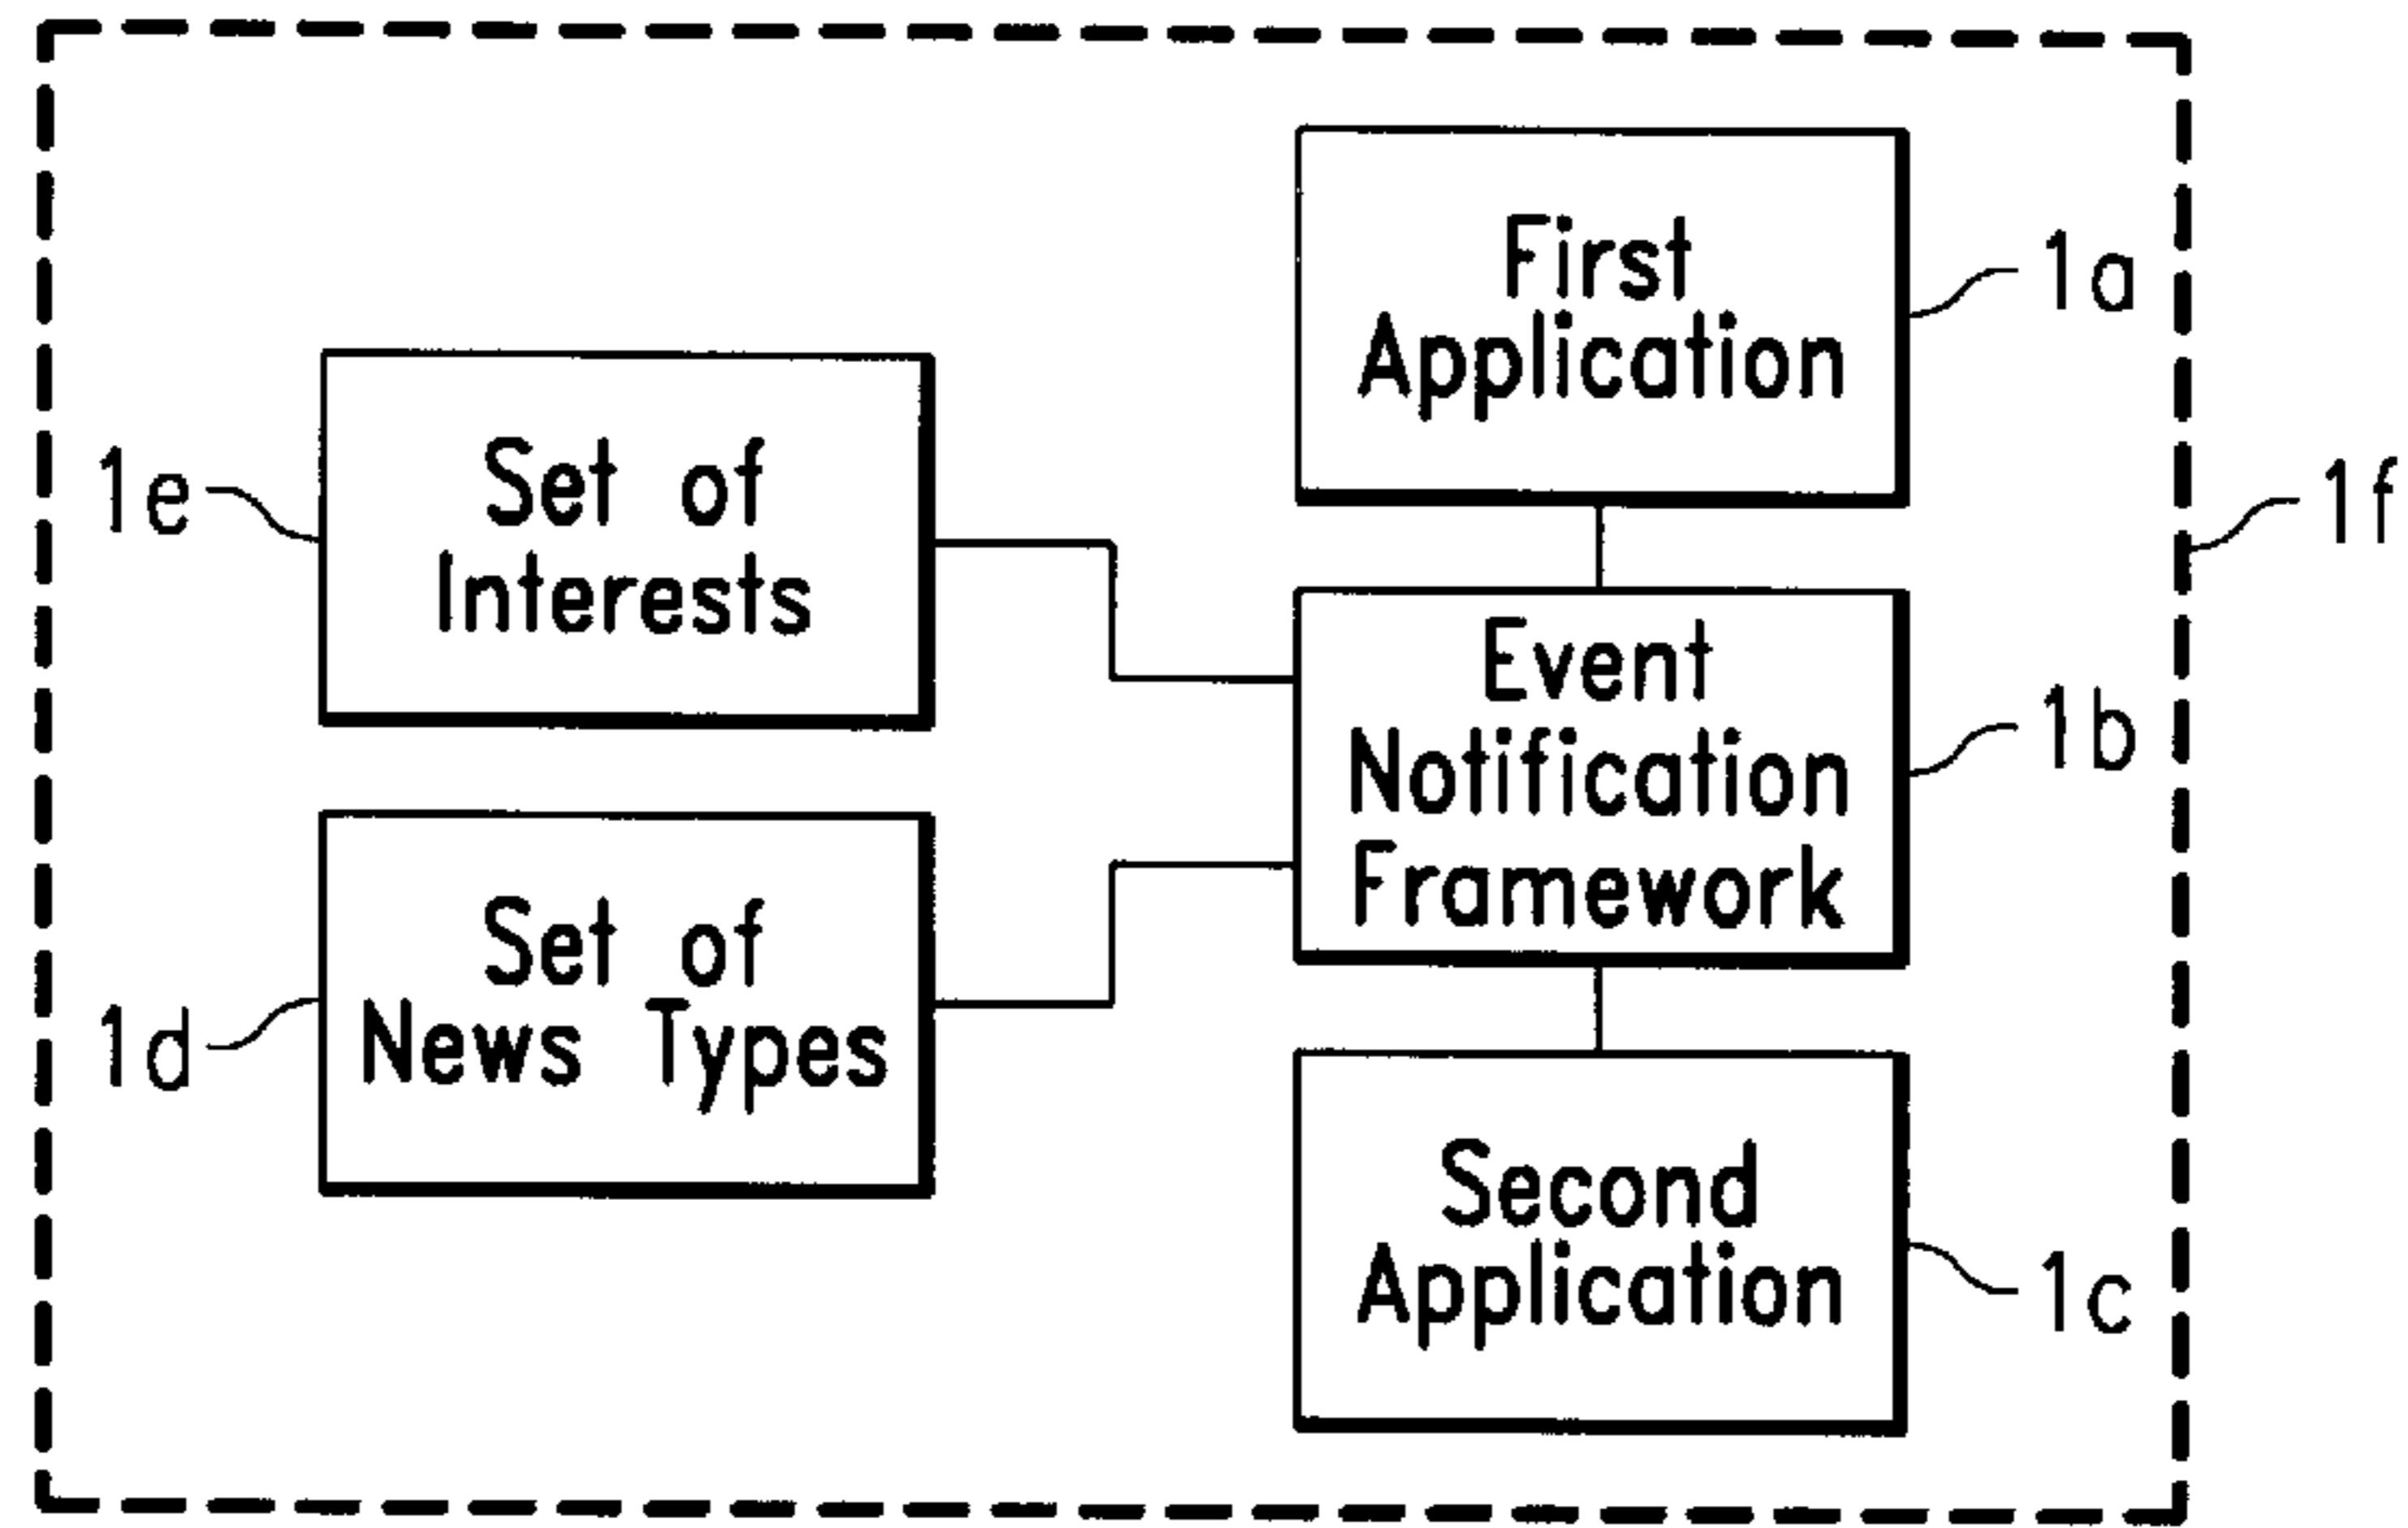 First
Application
1a
Set of
Interests
1e
1f
Event
Notification
Framework
1b
Set of
News Types
1d
Second
Application
1c